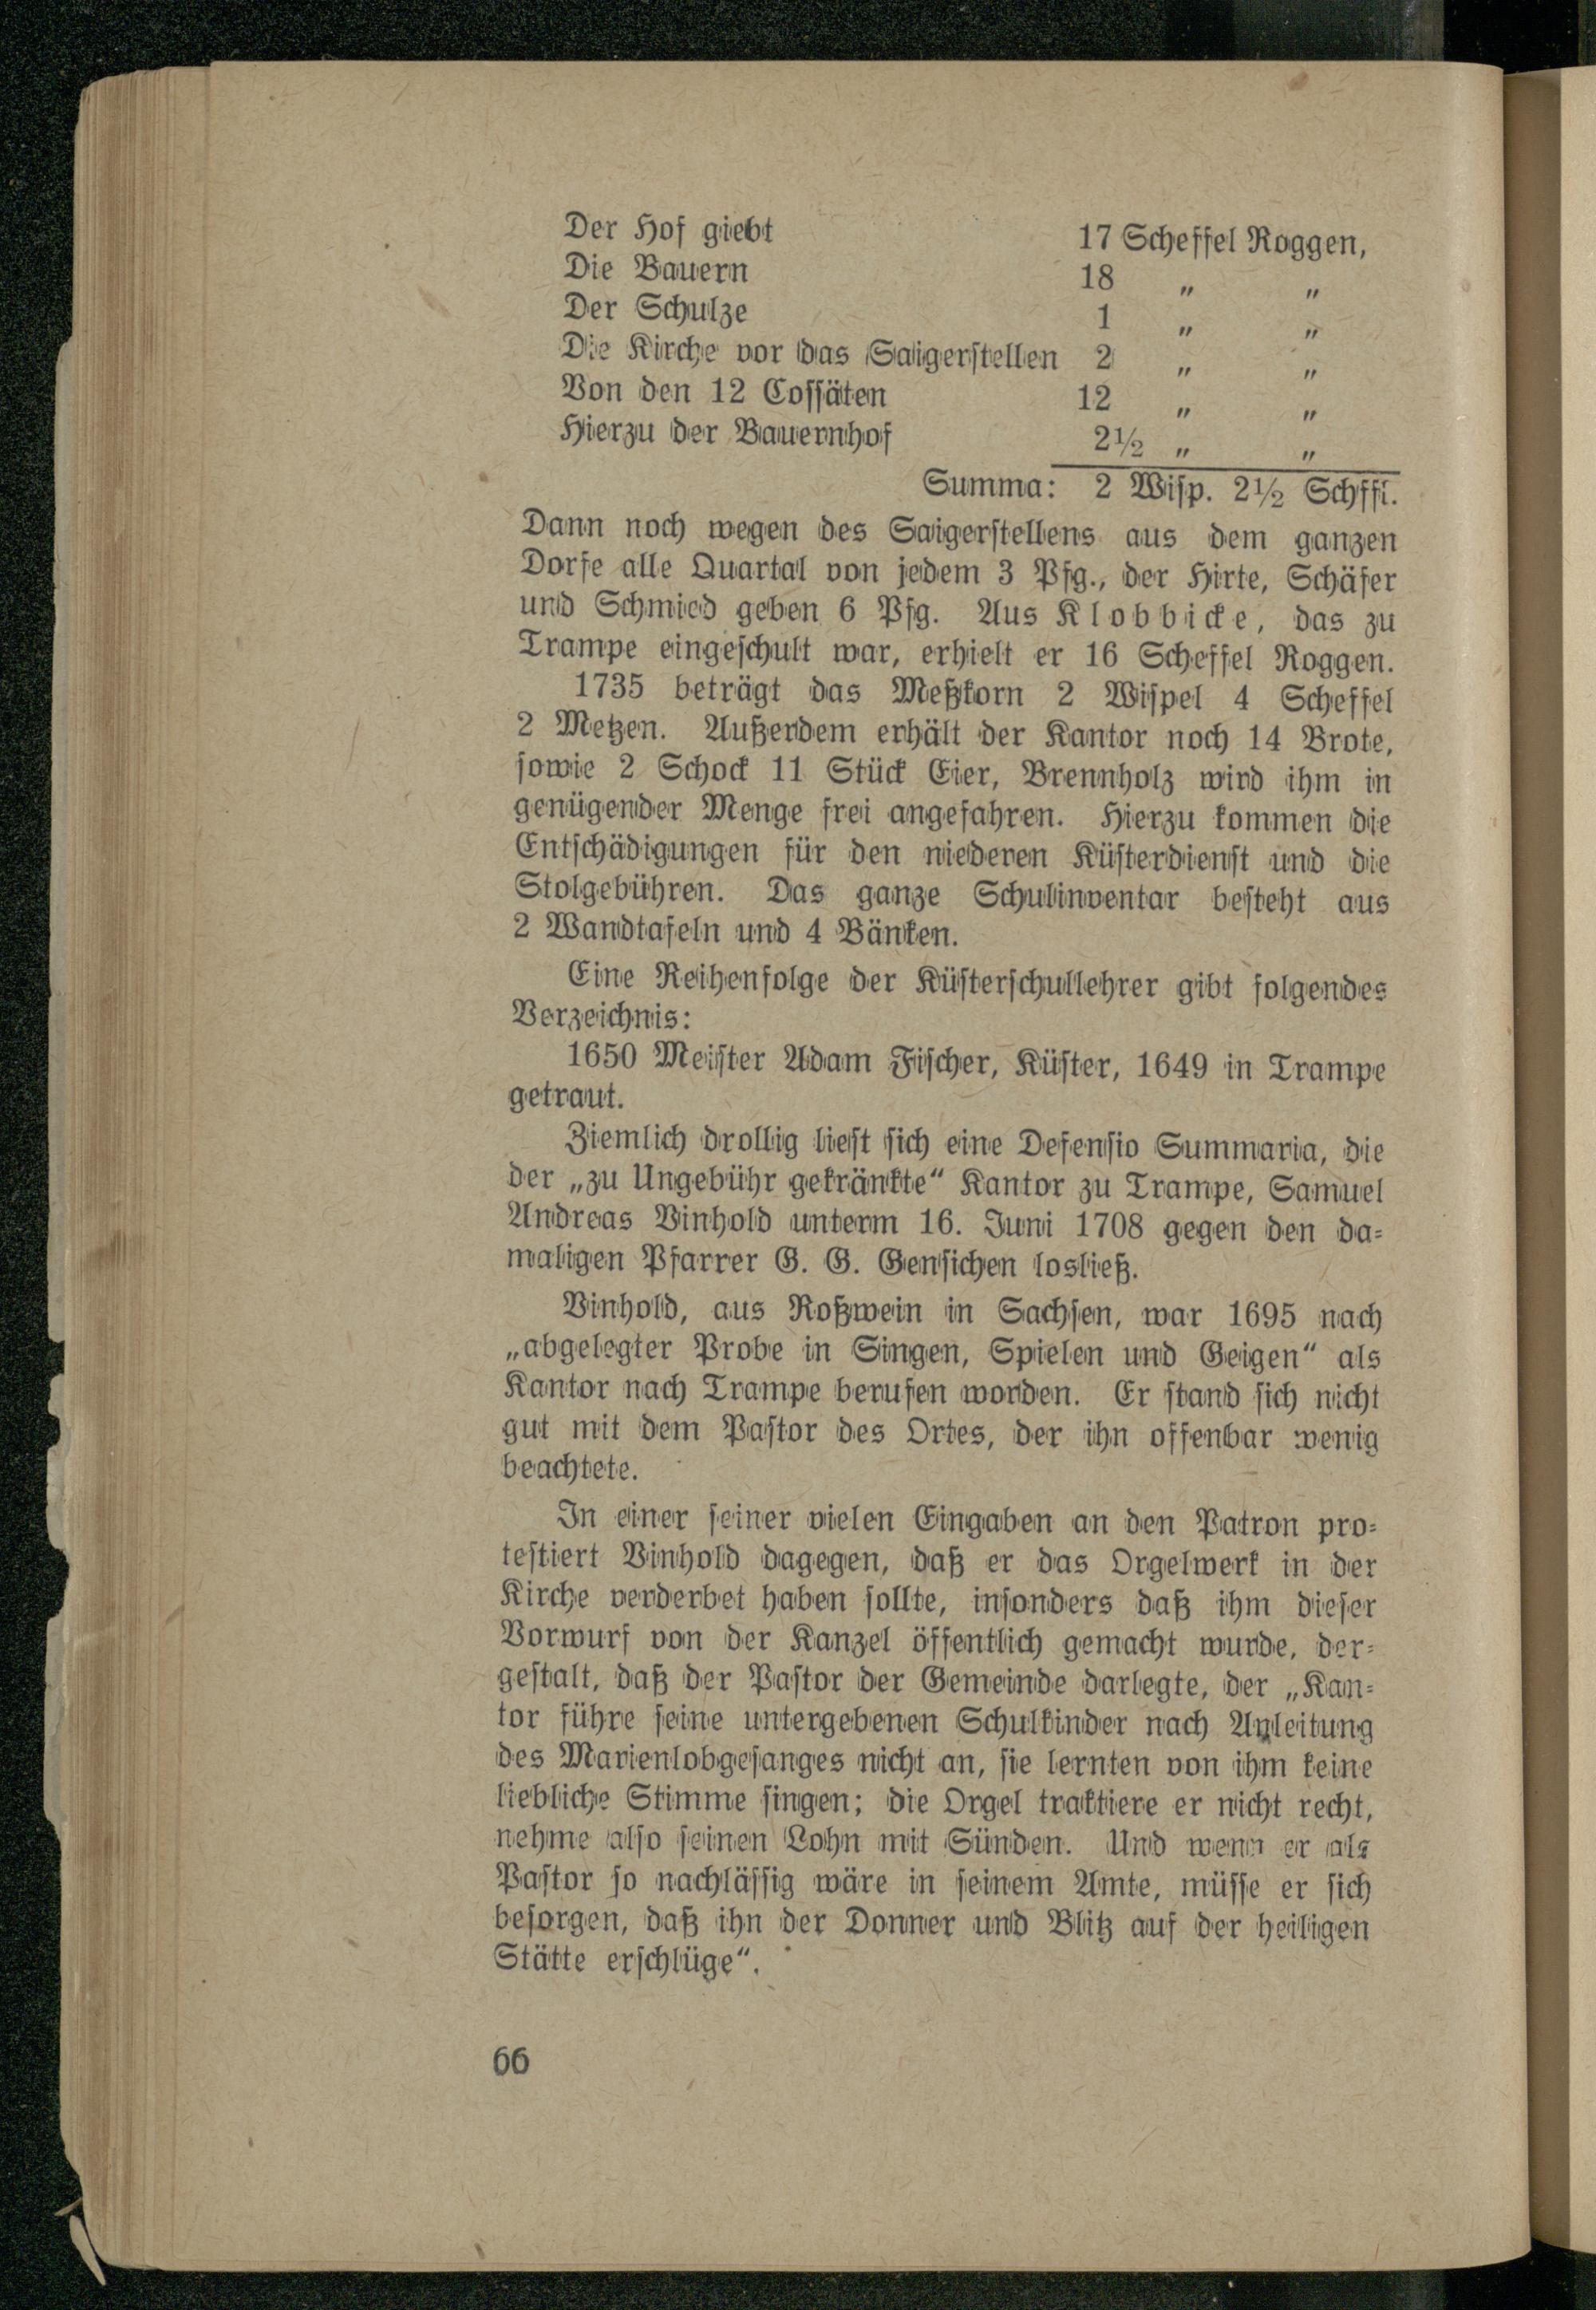 Der Hof giebt 17 Scheffel Roggen,
Die Bauern 18 „ „
Der Schulze 1 „ „
Die Kirche vor das Saigerstellen 2 „ „
Von den 12 Cossäten 12 „ „
Hierzu der Bauernhof 2½ „ „
Summa: 2 Wisp. 2½ Schffl.
Dann noch wegen des Saigerstellens aus dem ganzen
Dorfe alle Quartal von jedem 3 Pfg., der Hirte, Schäfer
und Schmied geben 6 Pfg. Aus Klobbicke, das zu
Trampe eingeschult war, erhielt er 16 Scheffel Roggen.
1735 beträgt das Meßkorn 2 Wispel 4 Scheffel
2 Metzen. Außerdem erhält der Kantor noch 14 Brote,
sowie 2 Schock 11 Stück Eier, Brennholz wird ihm in
genügender Menge frei angefahren. Hierzu kommen die
Entschädigungen für den niederen Küsterdienst und die
Stolgebühren. Das ganze Schulinventar besteht aus
2 Wandtafeln und 4 Bänken.
Eine Reihenfolge der Küsterschullehrer gibt folgendes
Verzeichnis:
1650 Meister Adam Fischer, Küster, 1649 in Trampe
getraut.
Ziemlich drollig liest sich eine Defensio Summaria, die
der „zu Ungebühr gekränkte“ Kantor zu Trampe, Samuel
Andreas Vinhold unterm 16. Juni 1708 gegen den da-
maligen Pfarrer G. G. Gensichen losließ.
Vinhold, aus Roßwein in Sachsen, war 1695 nach
„abgelegter Probe in Singen, Spielen und Geigen“ als
Kantor nach Trampe berufen worden. Er stand sich nicht
gut mit dem Pastor des Ortes, der ihn offenbar wenig
beachtete.
In einer seiner vielen Eingaben an den Patron pro-
testiert Vinhold dagegen, daß er das Orgelwerk in der
Kirche verderbet haben sollte, insonders daß ihm dieser
Vorwurf von der Kanzel öffentlich gemacht wurde, der-
gestalt, daß der Pastor der Gemeinde darlegte, der „Kan-
tor führe seine untergebenen Schulkinder nach Anleitung
des Marienlobgesanges nicht an, sie lernten von ihm keine
liebliche Stimme singen; die Orgel traktiere er nicht recht,
nehme also seinen Lohn mit Sünden. Und wenn er als
Pastor so nachlässig wäre in seinem Amte, müsse er sich
besorgen, daß ihn der Donner und Blitz auf der heiligen
Stätte erschlüge“.
66